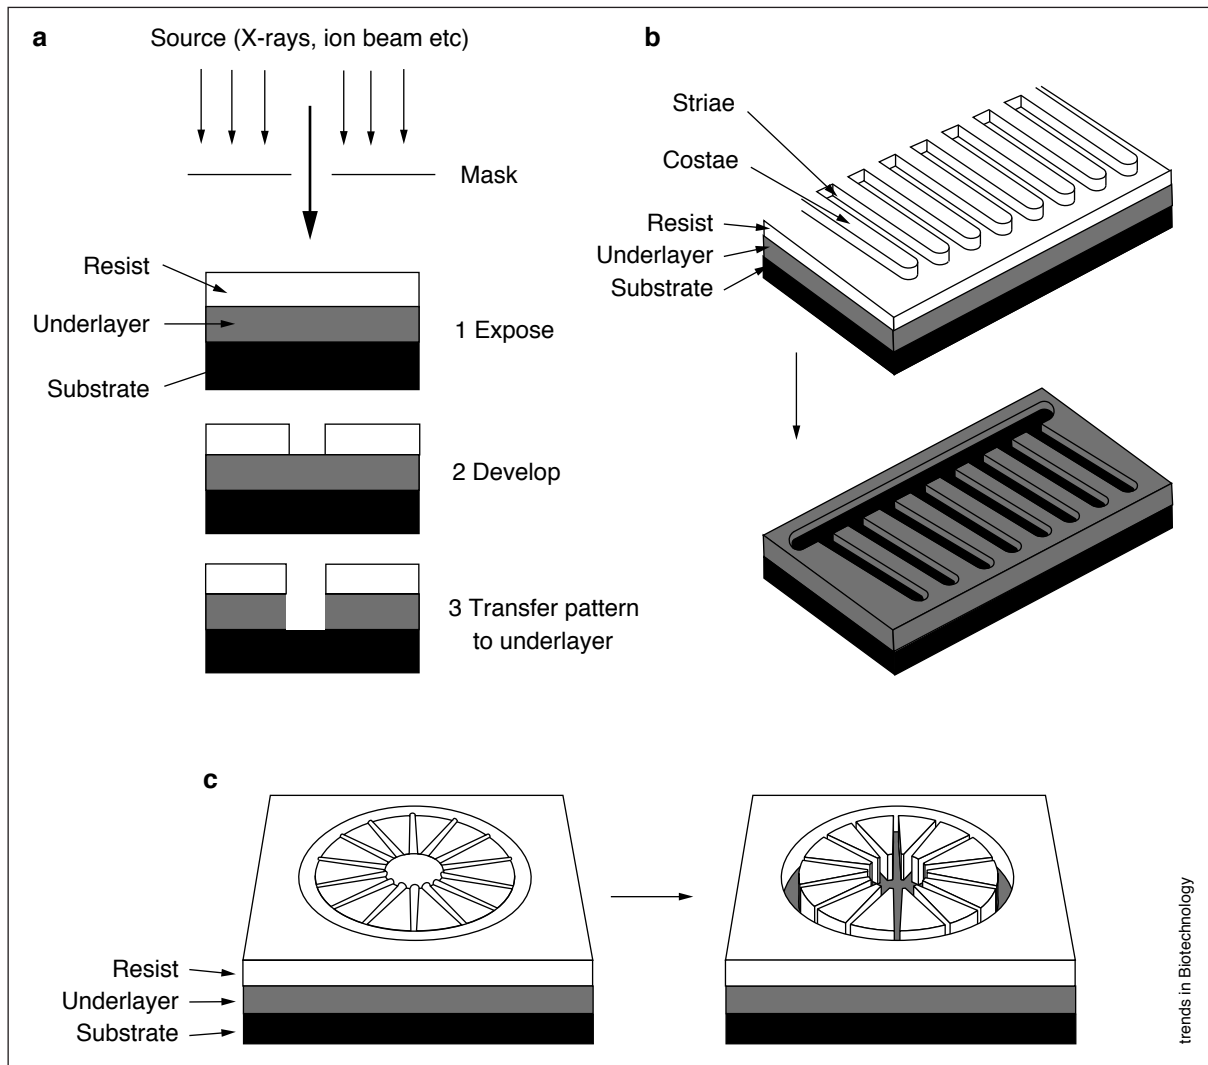 a
Source (X-rays, ion beam etc)
Mask
Resist
Underlayer
Substrate
1 Expose
2 Develop
3 Transfer pattern
to underlayer
b
Striae
Costae
Resist
Underlayer
Substrate
c
Resist
Underlayer
Substrate
trends in Biotechnology